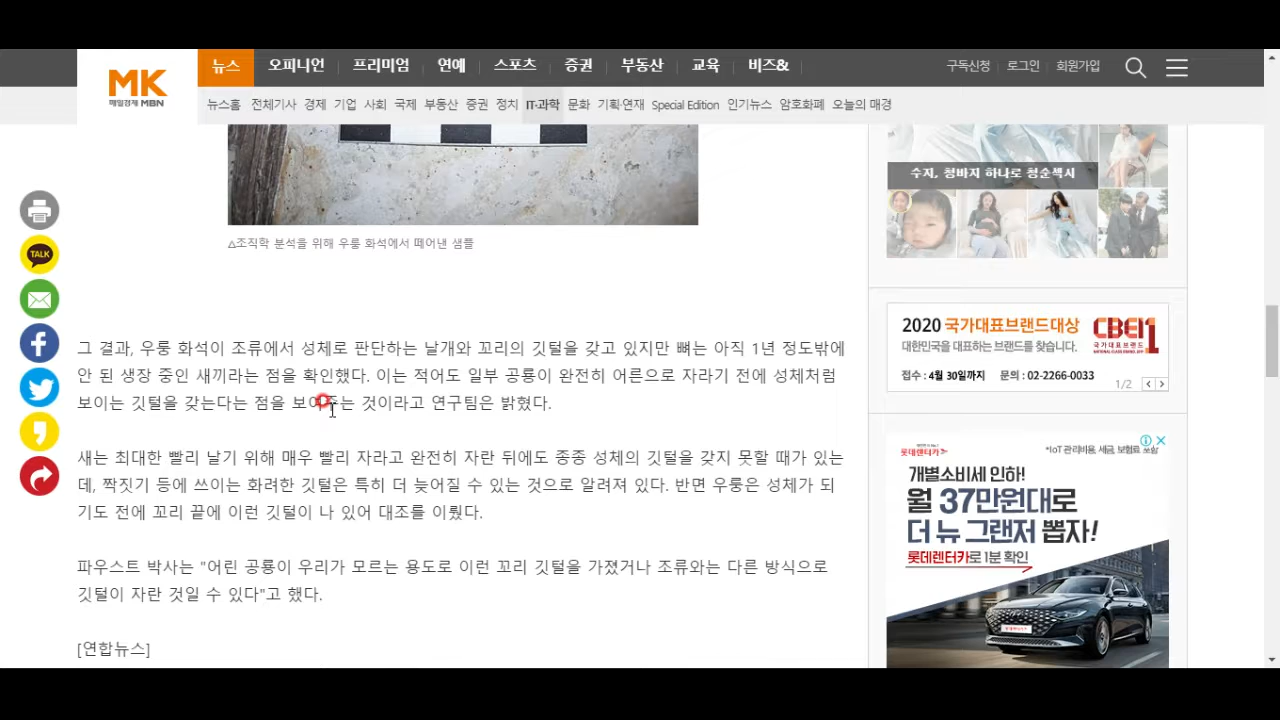 MK
매일경제 MBN
뉴스 오피니언 프리미엄 연예 스포츠 증권 부동산 교육 비즈&
구독신청 로그인 회원가입
뉴스홈 전체기사 경제 기업 사회 국제 부동산 증권 정치 IT·과학 문화 기획·연재 Special Edition 인기뉴스 암호화폐 오늘의 매경
TALK
△조직학 분석을 위해 우룽 화석에서 떼어낸 샘플
그 결과, 우룽 화석이 조류에서 성체로 판단하는 날개와 꼬리의 깃털을 갖고 있지만 뼈는 아직 1년 정도밖에
안 된 생장 중인 새끼라는 점을 확인했다. 이는 적어도 일부 공룡이 완전히 어른으로 자라기 전에 성체처럼
보이는 깃털을 갖는다는 점을 보여주는 것이라고 연구팀은 밝혔다.
새는 최대한 빨리 날기 위해 매우 빨리 자라고 완전히 자란 뒤에도 종종 성체의 깃털을 갖지 못할 때가 있는
데, 짝짓기 등에 쓰이는 화려한 깃털은 특히 더 늦어질 수 있는 것으로 알려져 있다. 반면 우룽은 성체가 되
기도 전에 꼬리 끝에 이런 깃털이 나 있어 대조를 이뤘다.
파우스트 박사는 "어린 공룡이 우리가 모르는 용도로 이런 꼬리 깃털을 가졌거나 조류와는 다른 방식으로
깃털이 자란 것일 수 있다"고 했다.
[연합뉴스]
수지, 청바지 하나로 청순섹시
2020 국가대표브랜드대상
대한민국을 대표하는 브랜드를 찾습니다.
접수 : 4월 30일까지 문의 : 02-2266-0033
1/2
롯데렌터카
*IoT 관리비용, 세금, 보험료 포함
개별소비세 인하!
월 37만원대로
더 뉴 그랜저 뽑자!
롯데렌터카로 1분 확인